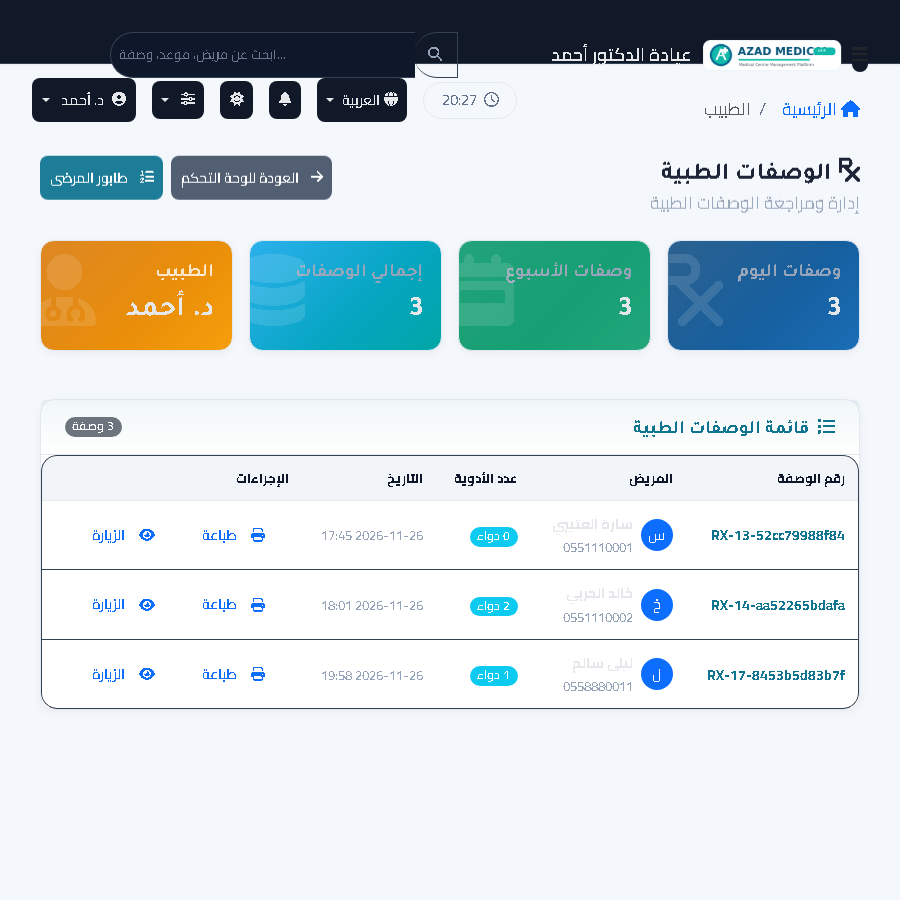 AZAD MEDIC
Medical Centre Management Platform
عيادة الدكتور أحمد
ابحث عن مريض، موعد، وصفة...
الرئيسية / الطبيب
20:27
العربية
د. أحمد
الوصفات الطبية
إدارة ومراجعة الوصفات الطبية
العودة للوحة التحكم
طابور المرضى
وصفات اليوم
3
وصفات الأسبوع
3
إجمالي الوصفات
3
الطبيب
د. أحمد
قائمة الوصفات الطبية
3 وصفة
رقم الوصفة المريض عدد الأدوية التاريخ الإجراءات
RX-13-52cc79988f84 س سارة العتيبي 0551110001 0 دواء 2026-11-26 17:45 طباعة الزيارة
RX-14-aa52265bdafa خ خالد الحربي 0551110002 2 دواء 2026-11-26 18:01 طباعة الزيارة
RX-17-8453b5d83b7f ل ليلى سالم 0558880011 1 دواء 2026-11-26 19:58 طباعة الزيارة